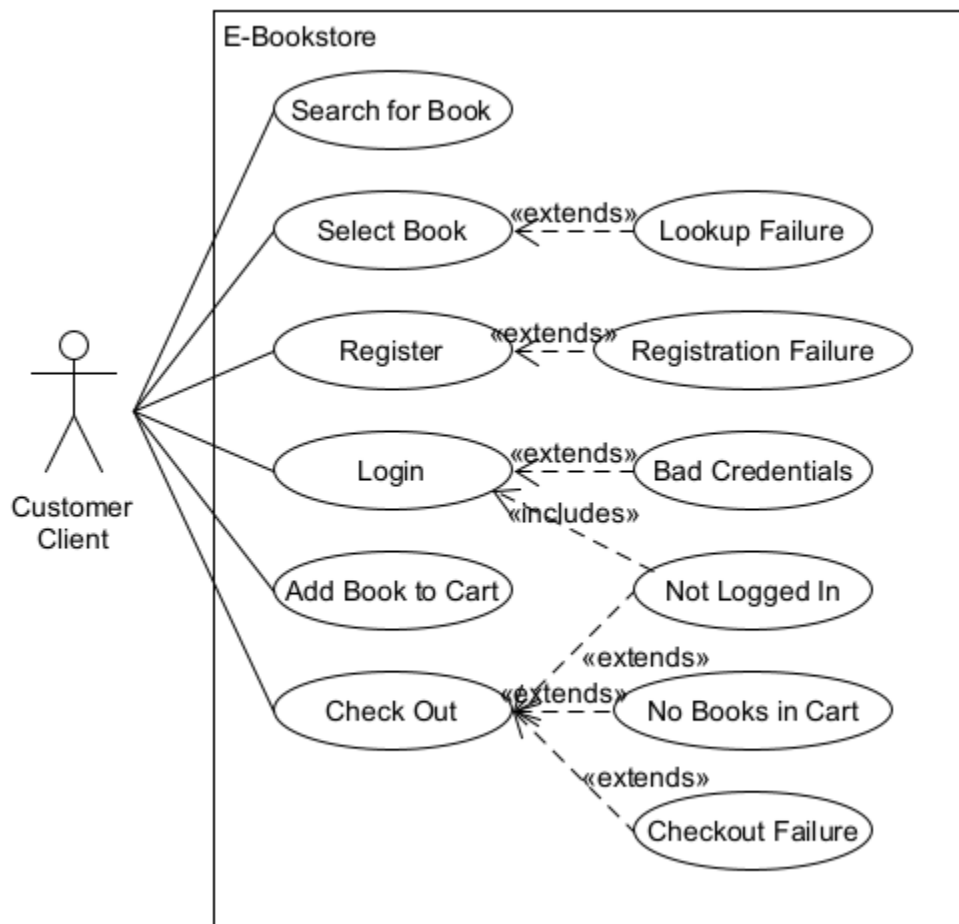 E-Bookstore
Search for Book
Select Book
«extends»
Lookup Failure
Register
«extends»
Registration Failure
Login
«extends»
Bad Credentials
«includes»
Customer
Client
Add Book to Cart
Not Logged In
«extends»
Check Out
«extends»
No Books in Cart
«extends»
Checkout Failure